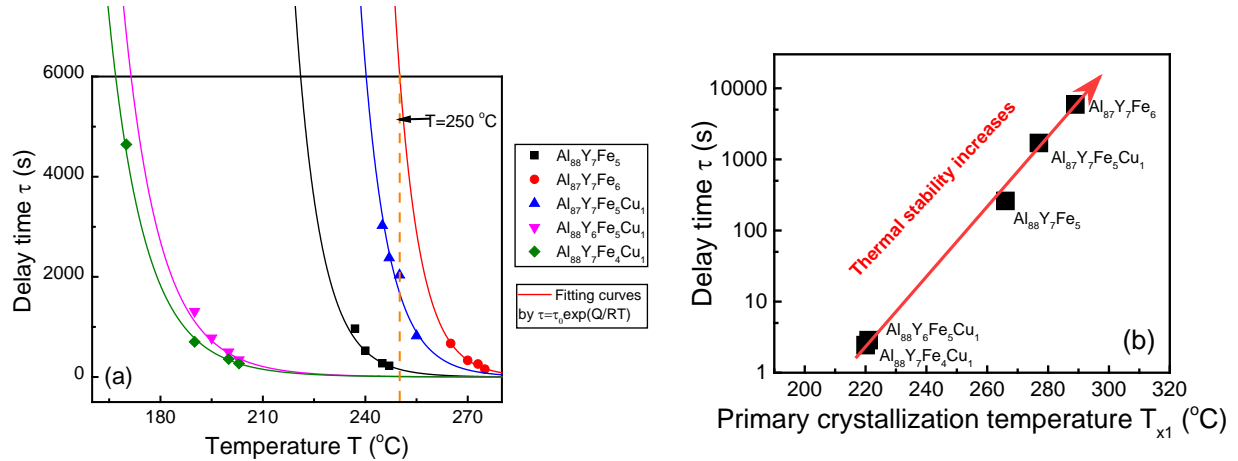 6000
4000
2000
0
Delay time τ (s)
(a)
T=250 °C
180
210
240
270
Temperature T (°C)
Al₈₈Y₇Fe₅
Al₈₇Y₇Fe₆
Al₈₇Y₇Fe₅Cu₁
Al₈₈Y₆Fe₅Cu₁
Al₈₈Y₇Fe₄Cu₁
Fitting curves
by τ=τ₀exp(Q/RT)
10000
1000
100
10
1
Delay time τ (s)
Thermal stability increases
Al₈₇Y₇Fe₆
Al₈₇Y₇Fe₅Cu₁
Al₈₈Y₇Fe₅
Al₈₈Y₆Fe₅Cu₁
Al₈₈Y₇Fe₄Cu₁
(b)
200
220
240
260
280
300
320
Primary crystallization temperature Tₓ₁ (°C)